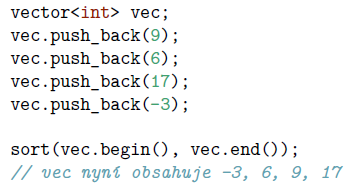 vector<int> vec;
vec.push_back(9);
vec.push_back(6);
vec.push_back(17);
vec.push_back(-3);
sort(vec.begin(), vec.end());
// vec nyní obsahuje -3, 6, 9, 17